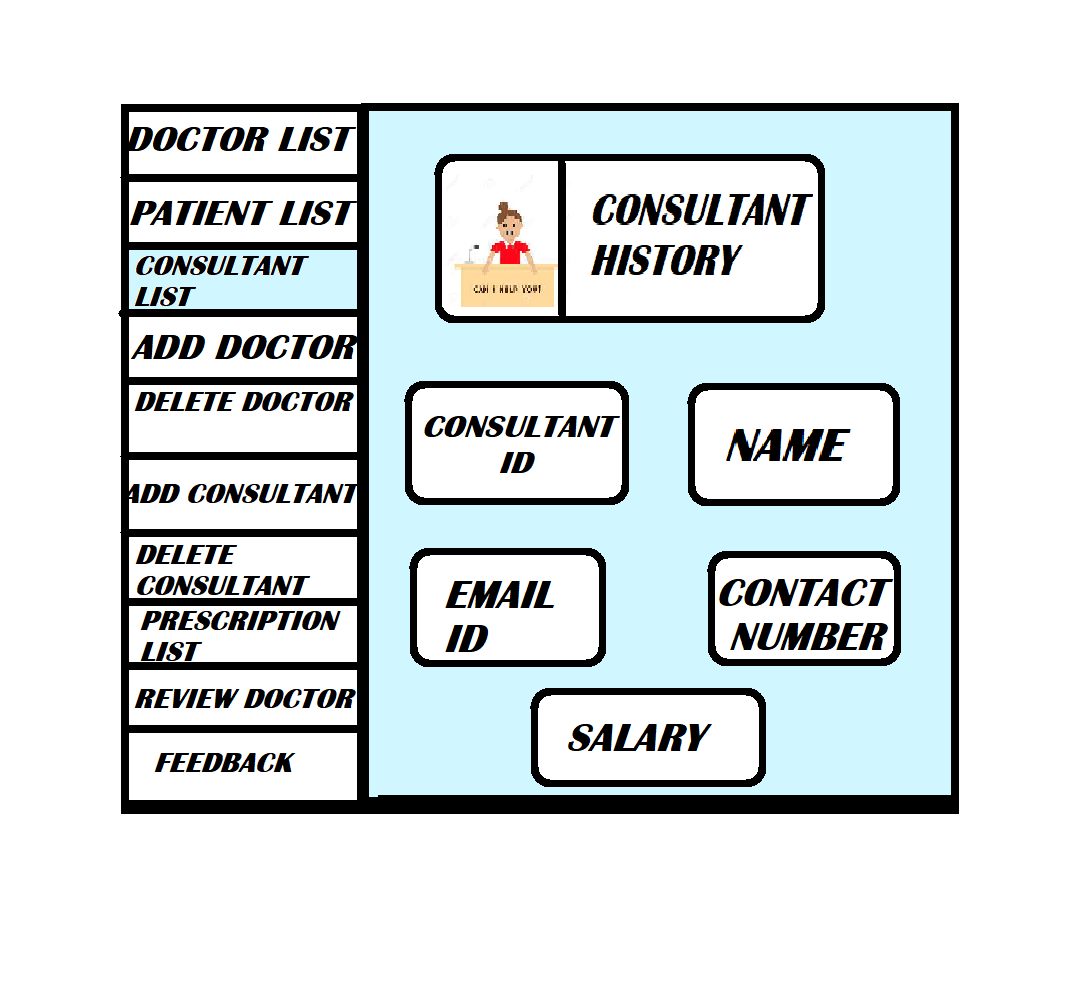 DOCTOR LIST
PATIENT LIST
CONSULTANT
LIST
ADD DOCTOR
DELETE DOCTOR
ADD CONSULTANT
DELETE
CONSULTANT
PRESCRIPTION
LIST
REVIEW DOCTOR
FEEDBACK
CAN I HELP YOU?
CONSULTANT
HISTORY
CONSULTANT
ID
NAME
EMAIL
ID
CONTACT
NUMBER
SALARY